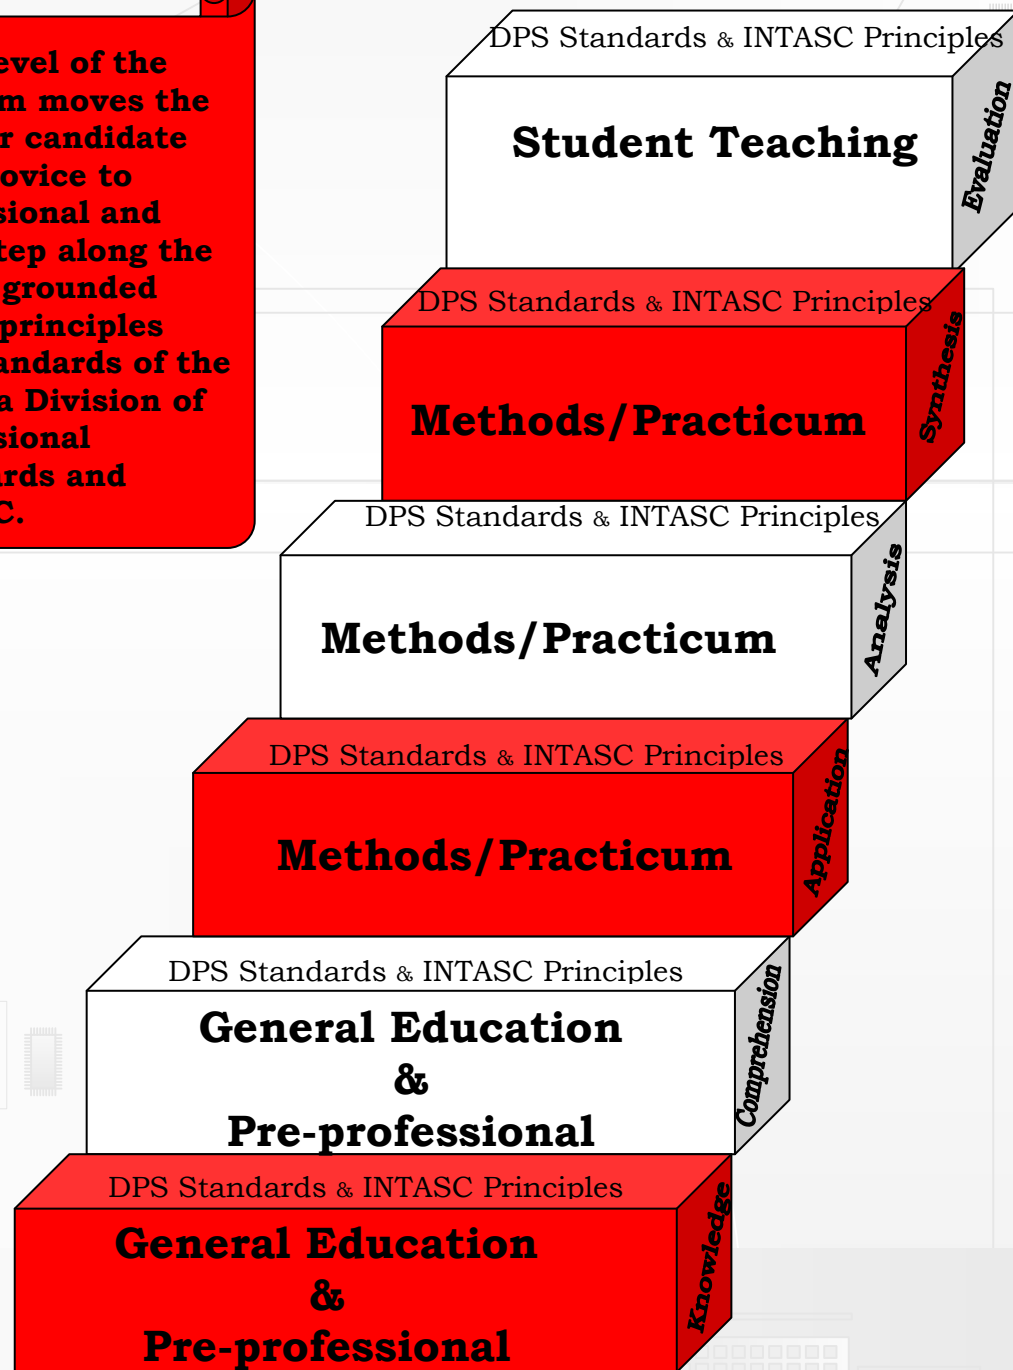 evel of the
m moves the
r candidate
ovice to
sional and
tep along the
grounded
principles
andards of the
a Division of
sional
rds and
C.
DPS Standards & INTASC Principles
Student Teaching
Evaluation
DPS Standards & INTASC Principles
Methods/Practicum
Synthesis
DPS Standards & INTASC Principles
Methods/Practicum
Analysis
DPS Standards & INTASC Principles
Methods/Practicum
Application
DPS Standards & INTASC Principles
General Education
&
Pre-professional
Comprehension
DPS Standards & INTASC Principles
General Education
&
Pre-professional
Knowledge